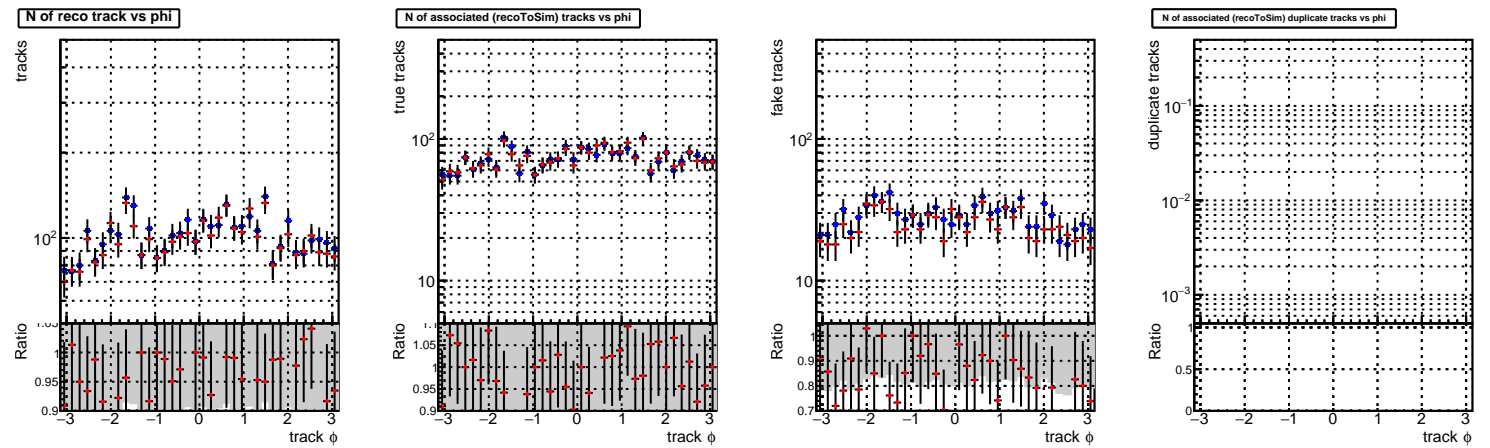 N of reco track vs phi
tracks
10²
Ratio
1.05
1
0.95
0.9
−3 −2 −1 0 1 2 3
track ϕ
N of associated (recoToSim) tracks vs phi
true tracks
10²
10
Ratio
1.1
1.05
1
0.95
0.9
−3 −2 −1 0 1 2 3
track ϕ
fake tracks
10²
10
Ratio
1
0.9
0.8
0.7
−3 −2 −1 0 1 2 3
track ϕ
N of associated (recoToSim) duplicate tracks vs phi
duplicate tracks
10⁻¹
10⁻²
10⁻³
Ratio
1
0.5
0
−3 −2 −1 0 1 2 3
track ϕ